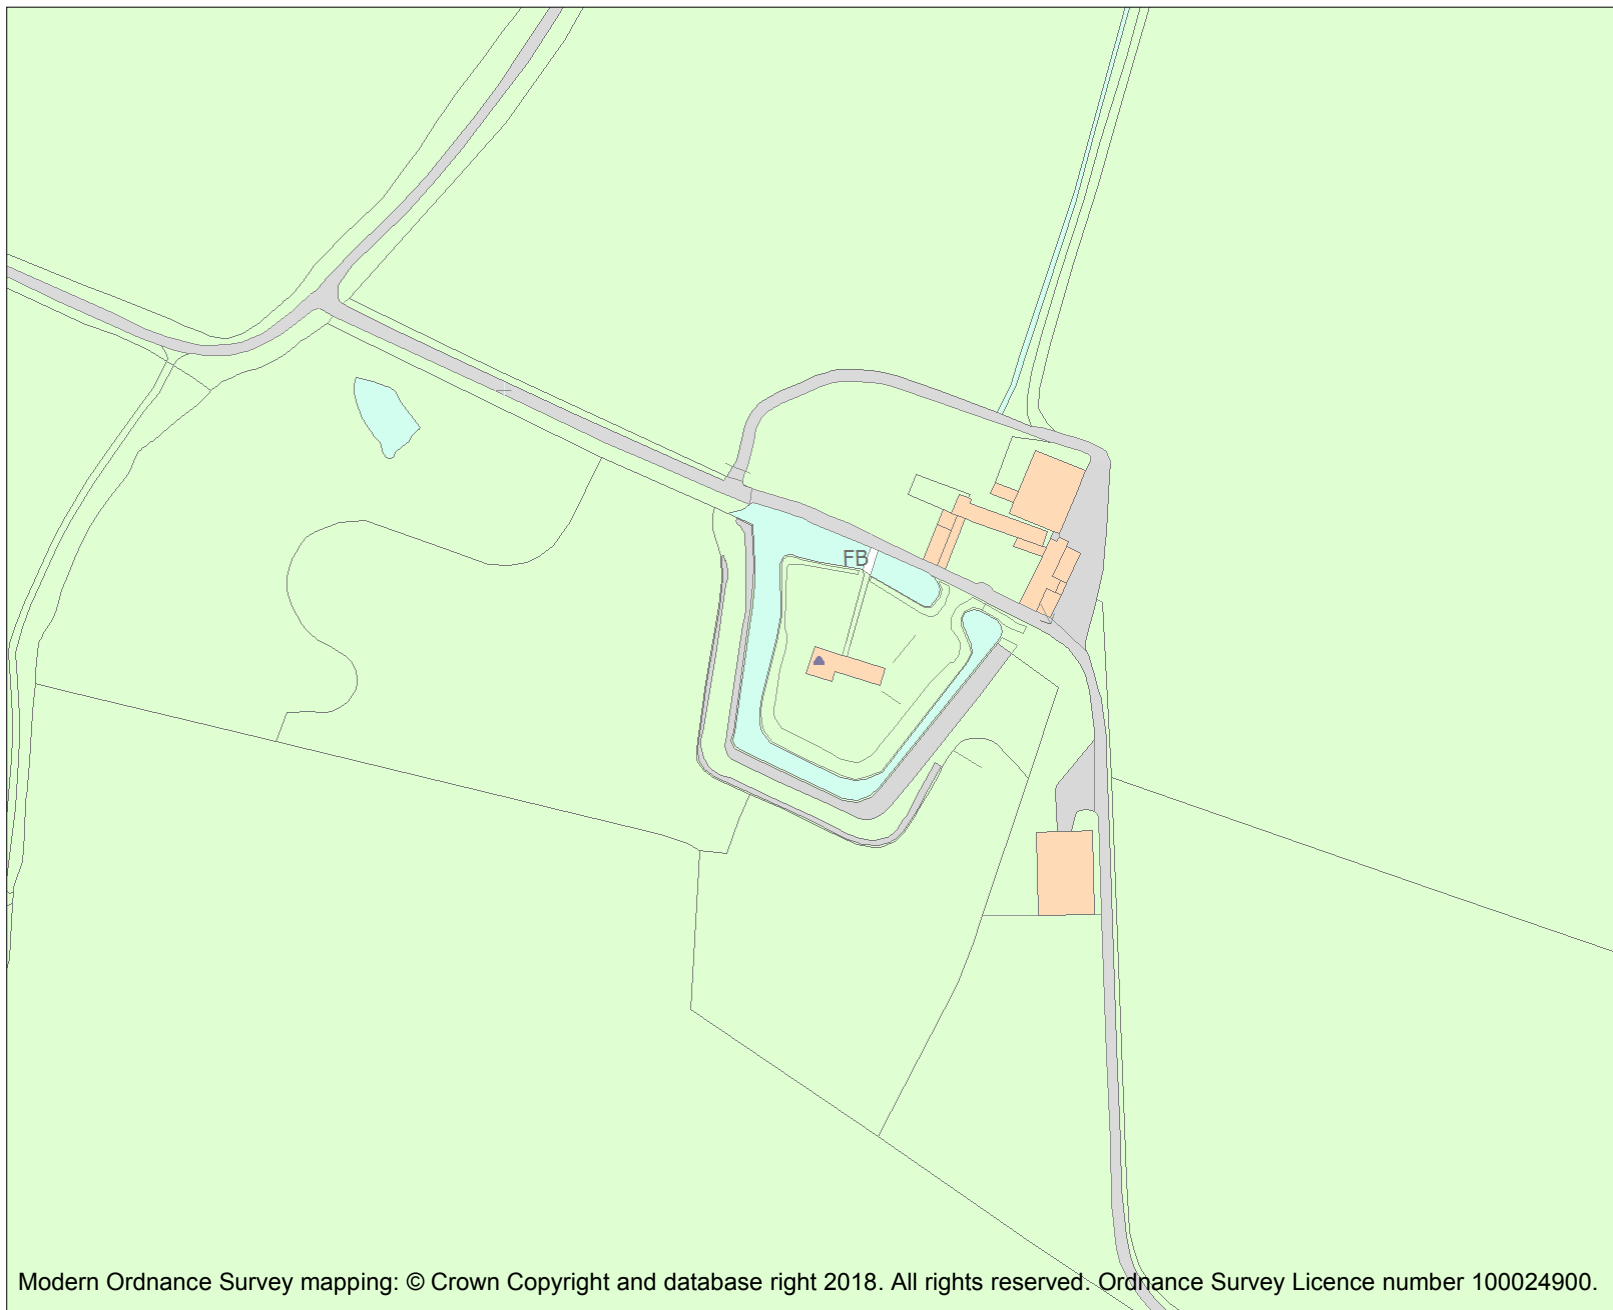 FB
Modern Ordnance Survey mapping: © Crown Copyright and database right 2018. All rights reserved. Ordnance Survey Licence number 100024900.